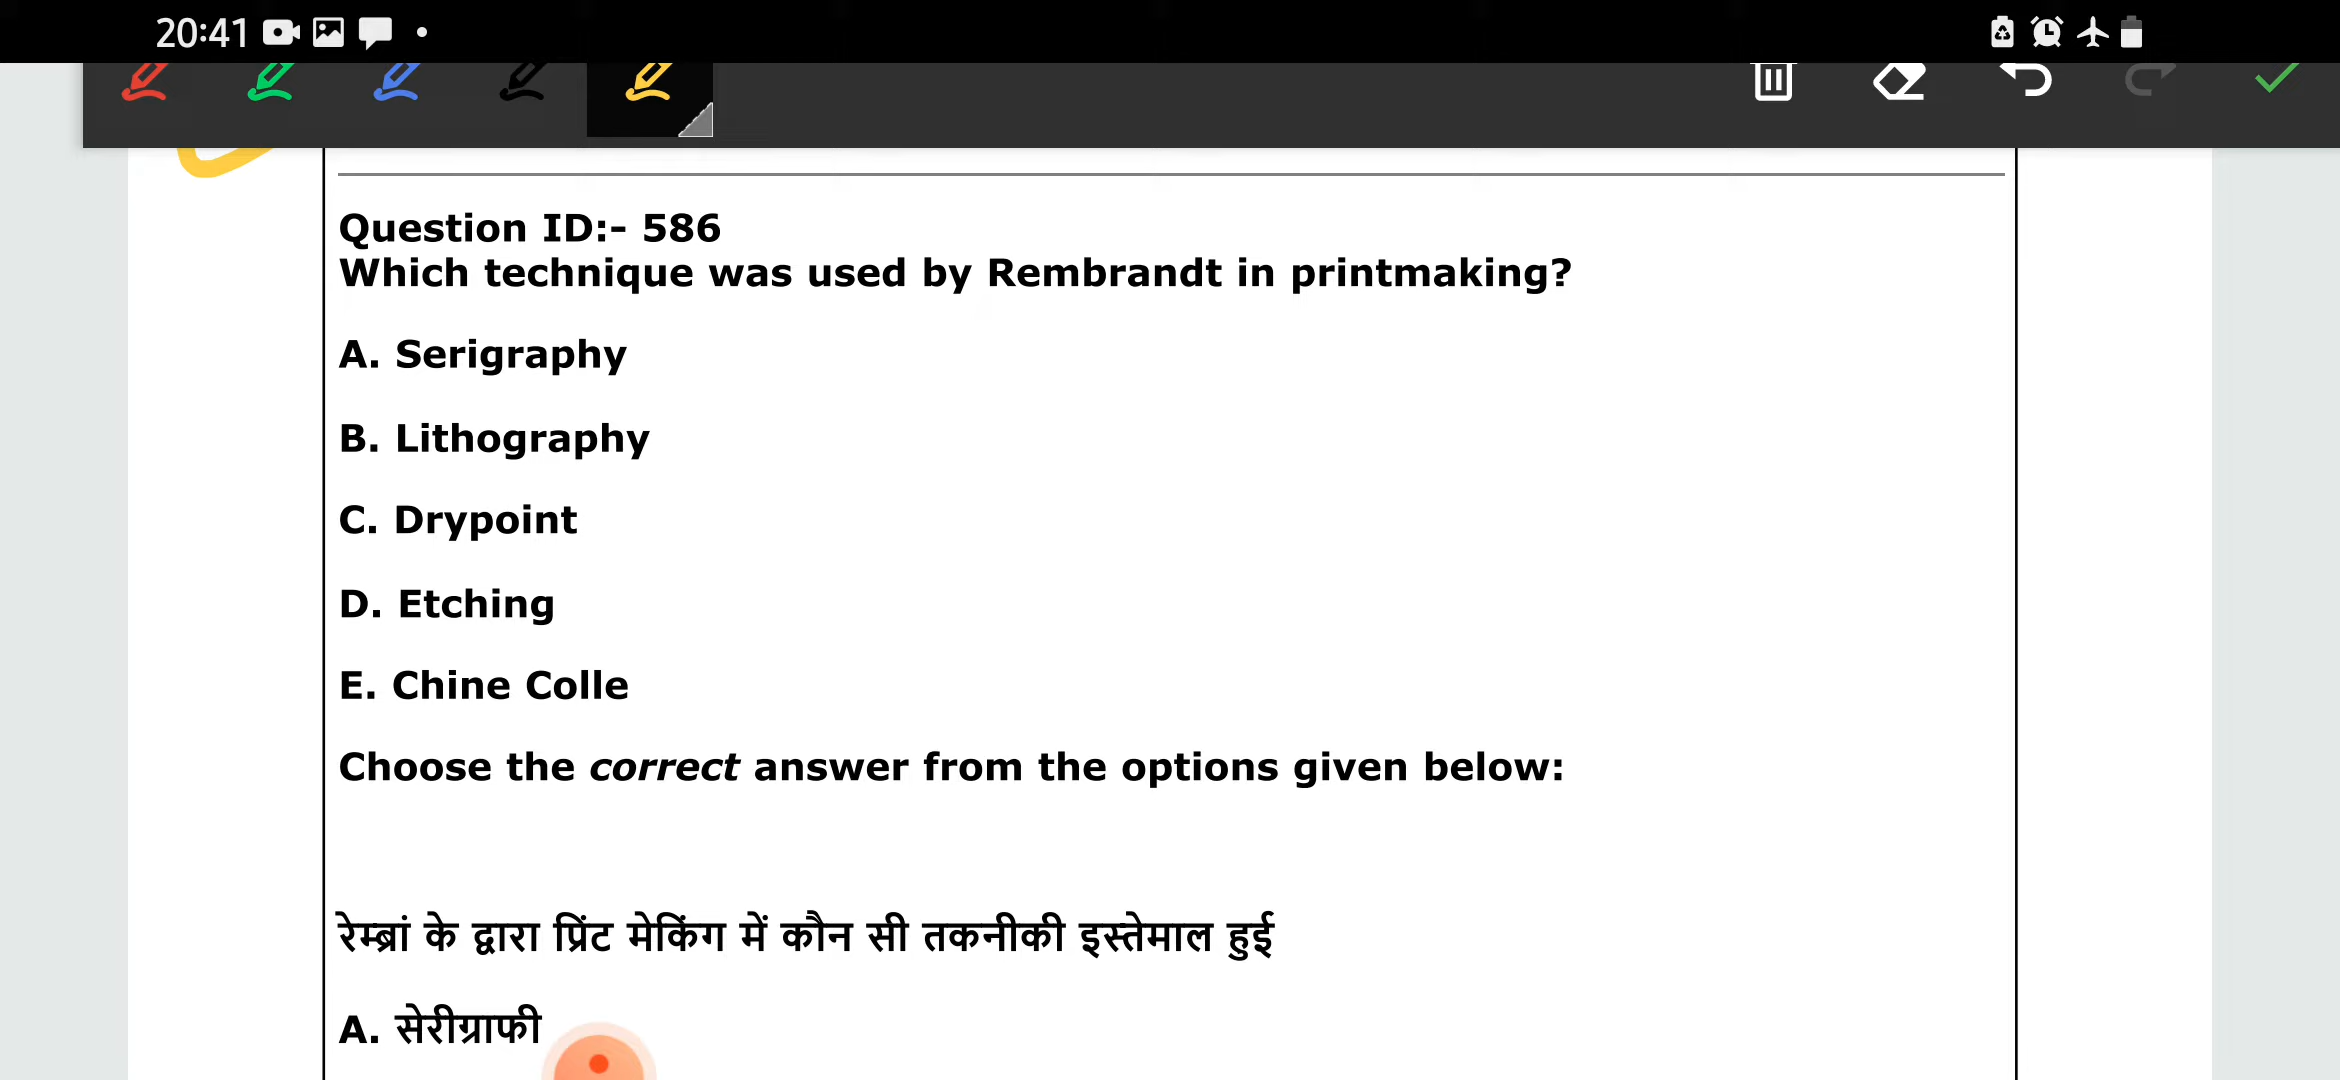 20:41
Question ID:- 586
Which technique was used by Rembrandt in printmaking?
A. Serigraphy
B. Lithography
C. Drypoint
D. Etching
E. Chine Colle
Choose the correct answer from the options given below:
रेम्ब्रां के द्वारा प्रिंट मेकिंग में कौन सी तकनीकी इस्तेमाल हुई
A. सेरीग्राफी